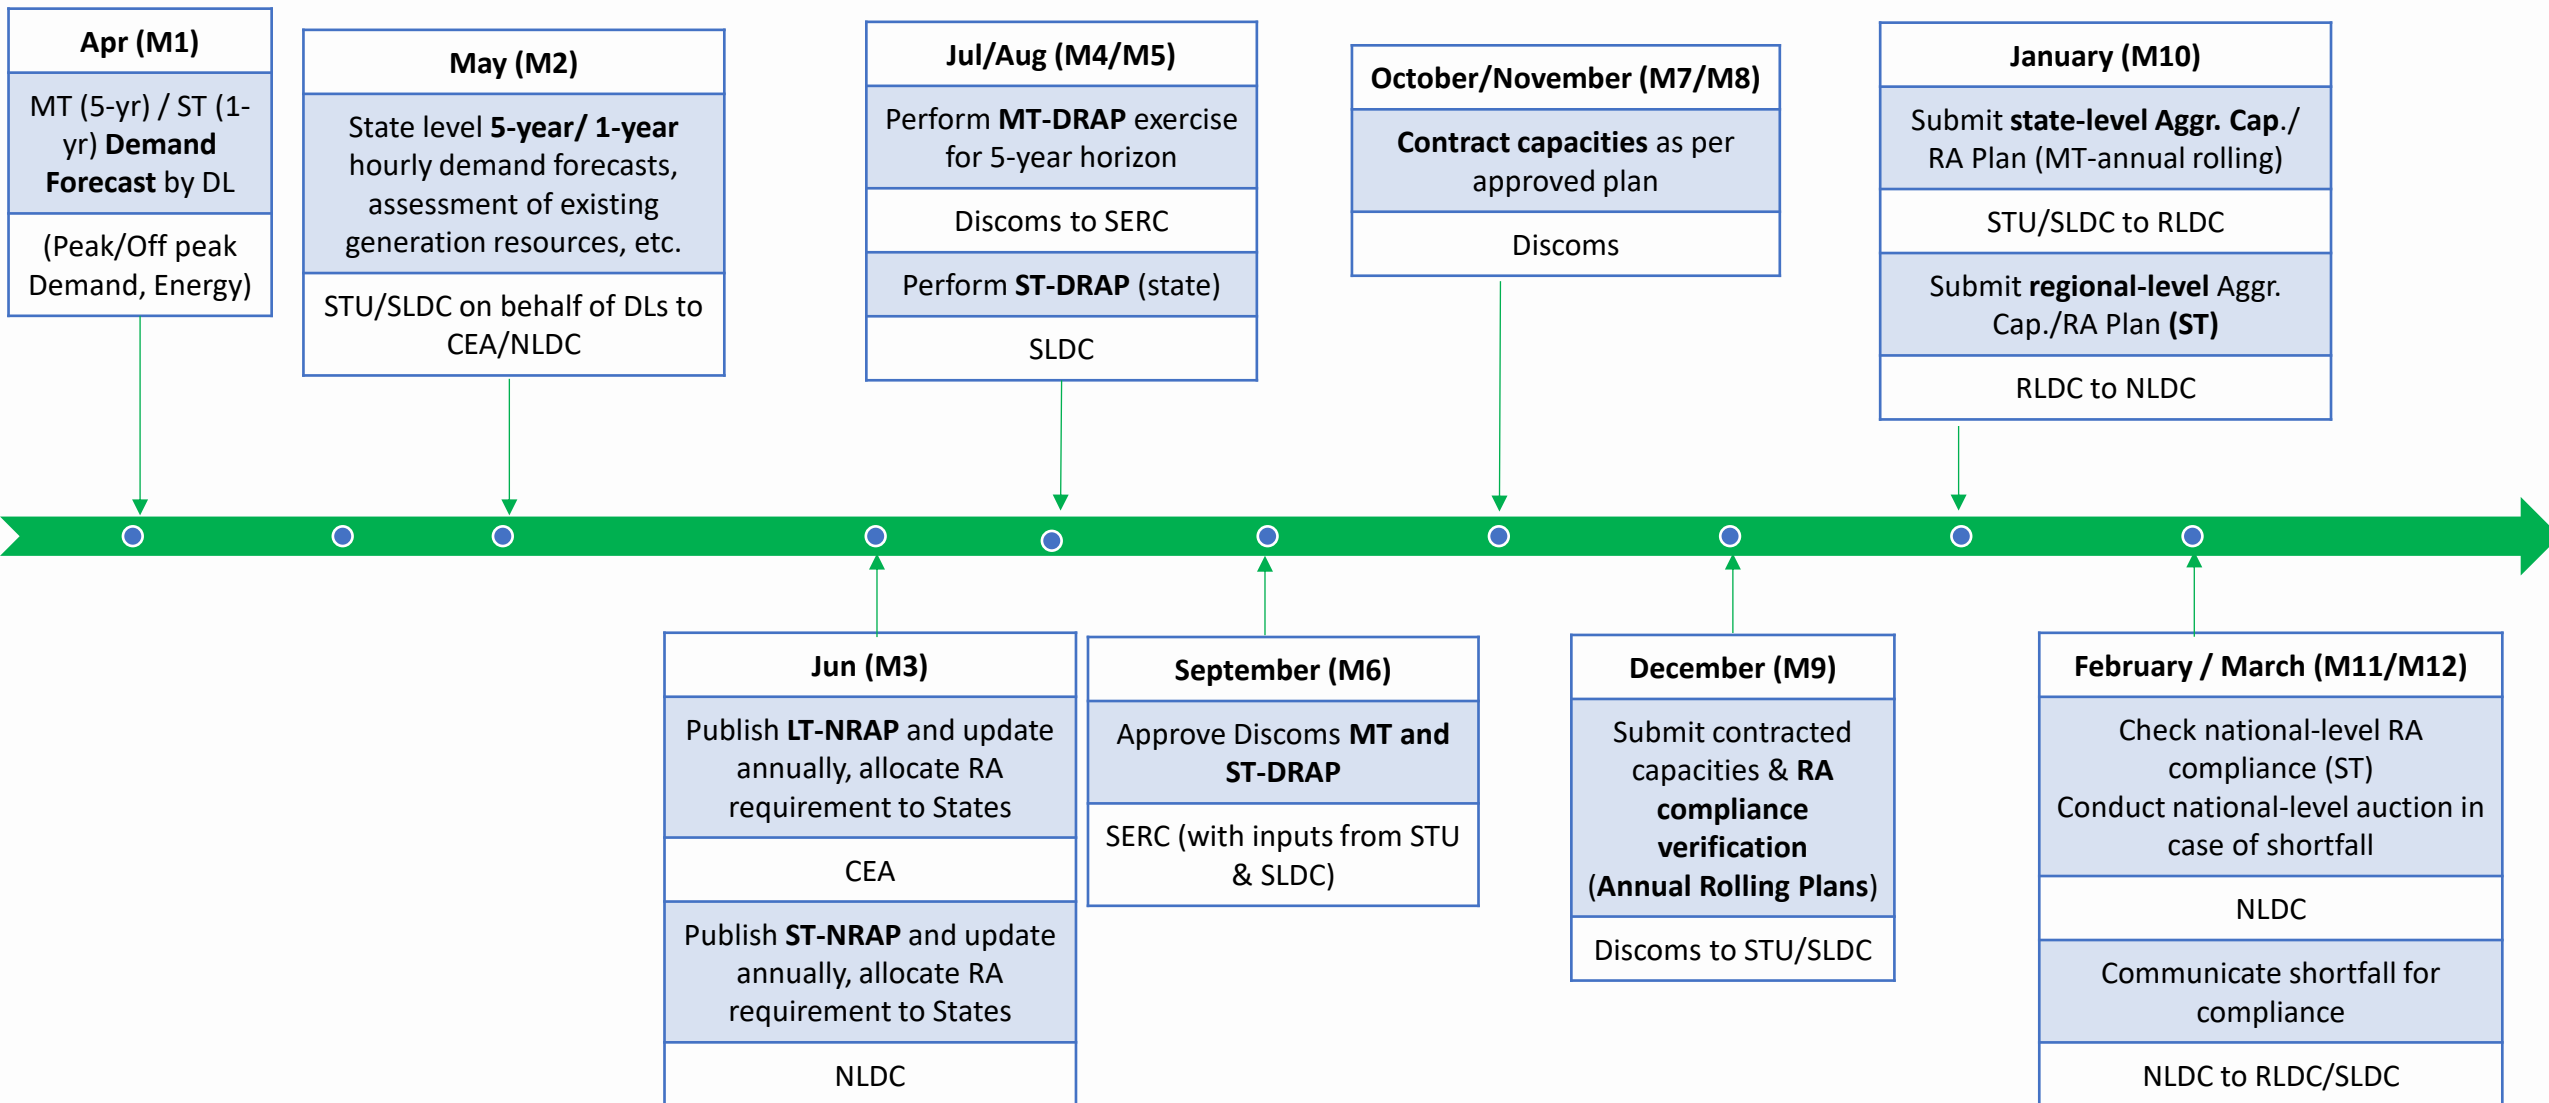 Apr (M1)
MT (5-yr) / ST (1-
yr) Demand
Forecast by DL
(Peak/Off peak
Demand, Energy)
May (M2)
State level 5-year/ 1-year
hourly demand forecasts,
assessment of existing
generation resources, etc.
STU/SLDC on behalf of DLs to
CEA/NLDC
Jul/Aug (M4/M5)
Perform MT-DRAP exercise
for 5-year horizon
Discoms to SERC
Perform ST-DRAP (state)
SLDC
October/November (M7/M8)
Contract capacities as per
approved plan
Discoms
January (M10)
Submit state-level Aggr. Cap./
RA Plan (MT-annual rolling)
STU/SLDC to RLDC
Submit regional-level Aggr.
Cap./RA Plan (ST)
RLDC to NLDC
Jun (M3)
Publish LT-NRAP and update
annually, allocate RA
requirement to States
CEA
Publish ST-NRAP and update
annually, allocate RA
requirement to States
NLDC
September (M6)
Approve Discoms MT and
ST-DRAP
SERC (with inputs from STU
& SLDC)
December (M9)
Submit contracted
capacities & RA
compliance
verification
(Annual Rolling Plans)
Discoms to STU/SLDC
February / March (M11/M12)
Check national-level RA
compliance (ST)
Conduct national-level auction in
case of shortfall
NLDC
Communicate shortfall for
compliance
NLDC to RLDC/SLDC